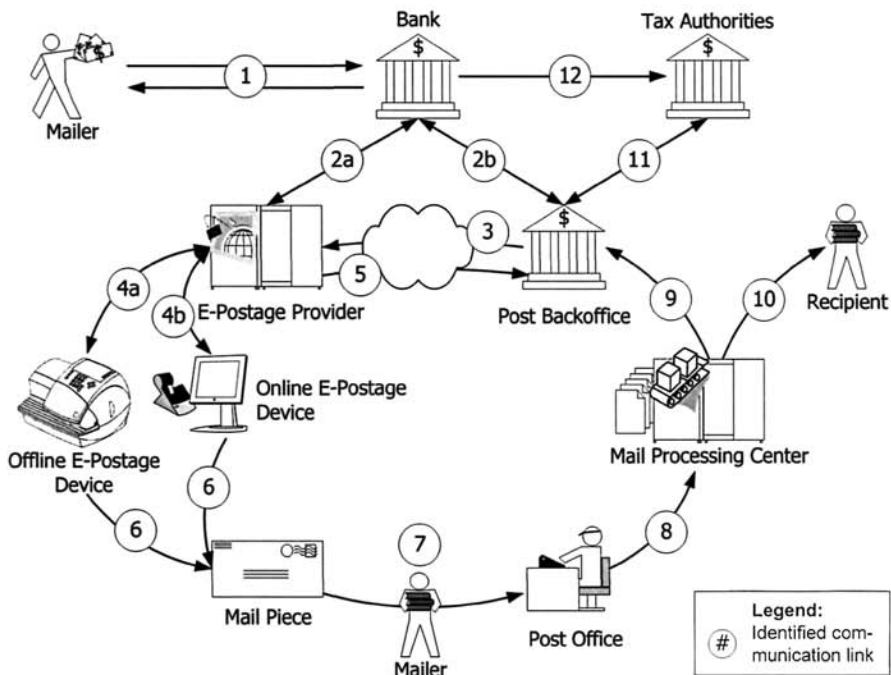 Bank
Tax Authorities
$
$
1
12
Mailer
2a
2b
11
$
3
5
4a
4b
E-Postage Provider
Post Backoffice
9
10
Recipient
Online E-Postage
Device
Offline E-Postage
Device
Mail Processing Center
6
6
7
8
Mail Piece
Mailer
Post Office
Legend:
# Identified com-
munication link